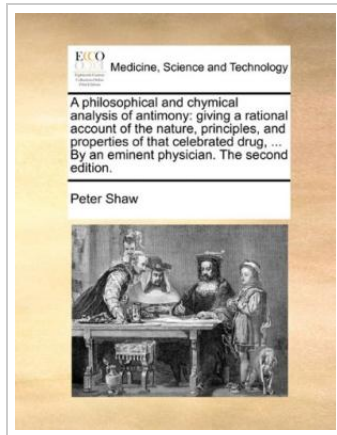 ECCO
Medicine, Science and Technology
A philosophical and chymical
analysis of antimony: giving a rational
account of the nature, principles, and
properties of that celebrated drug, ...
By an eminent physician. The second
edition.
Peter Shaw